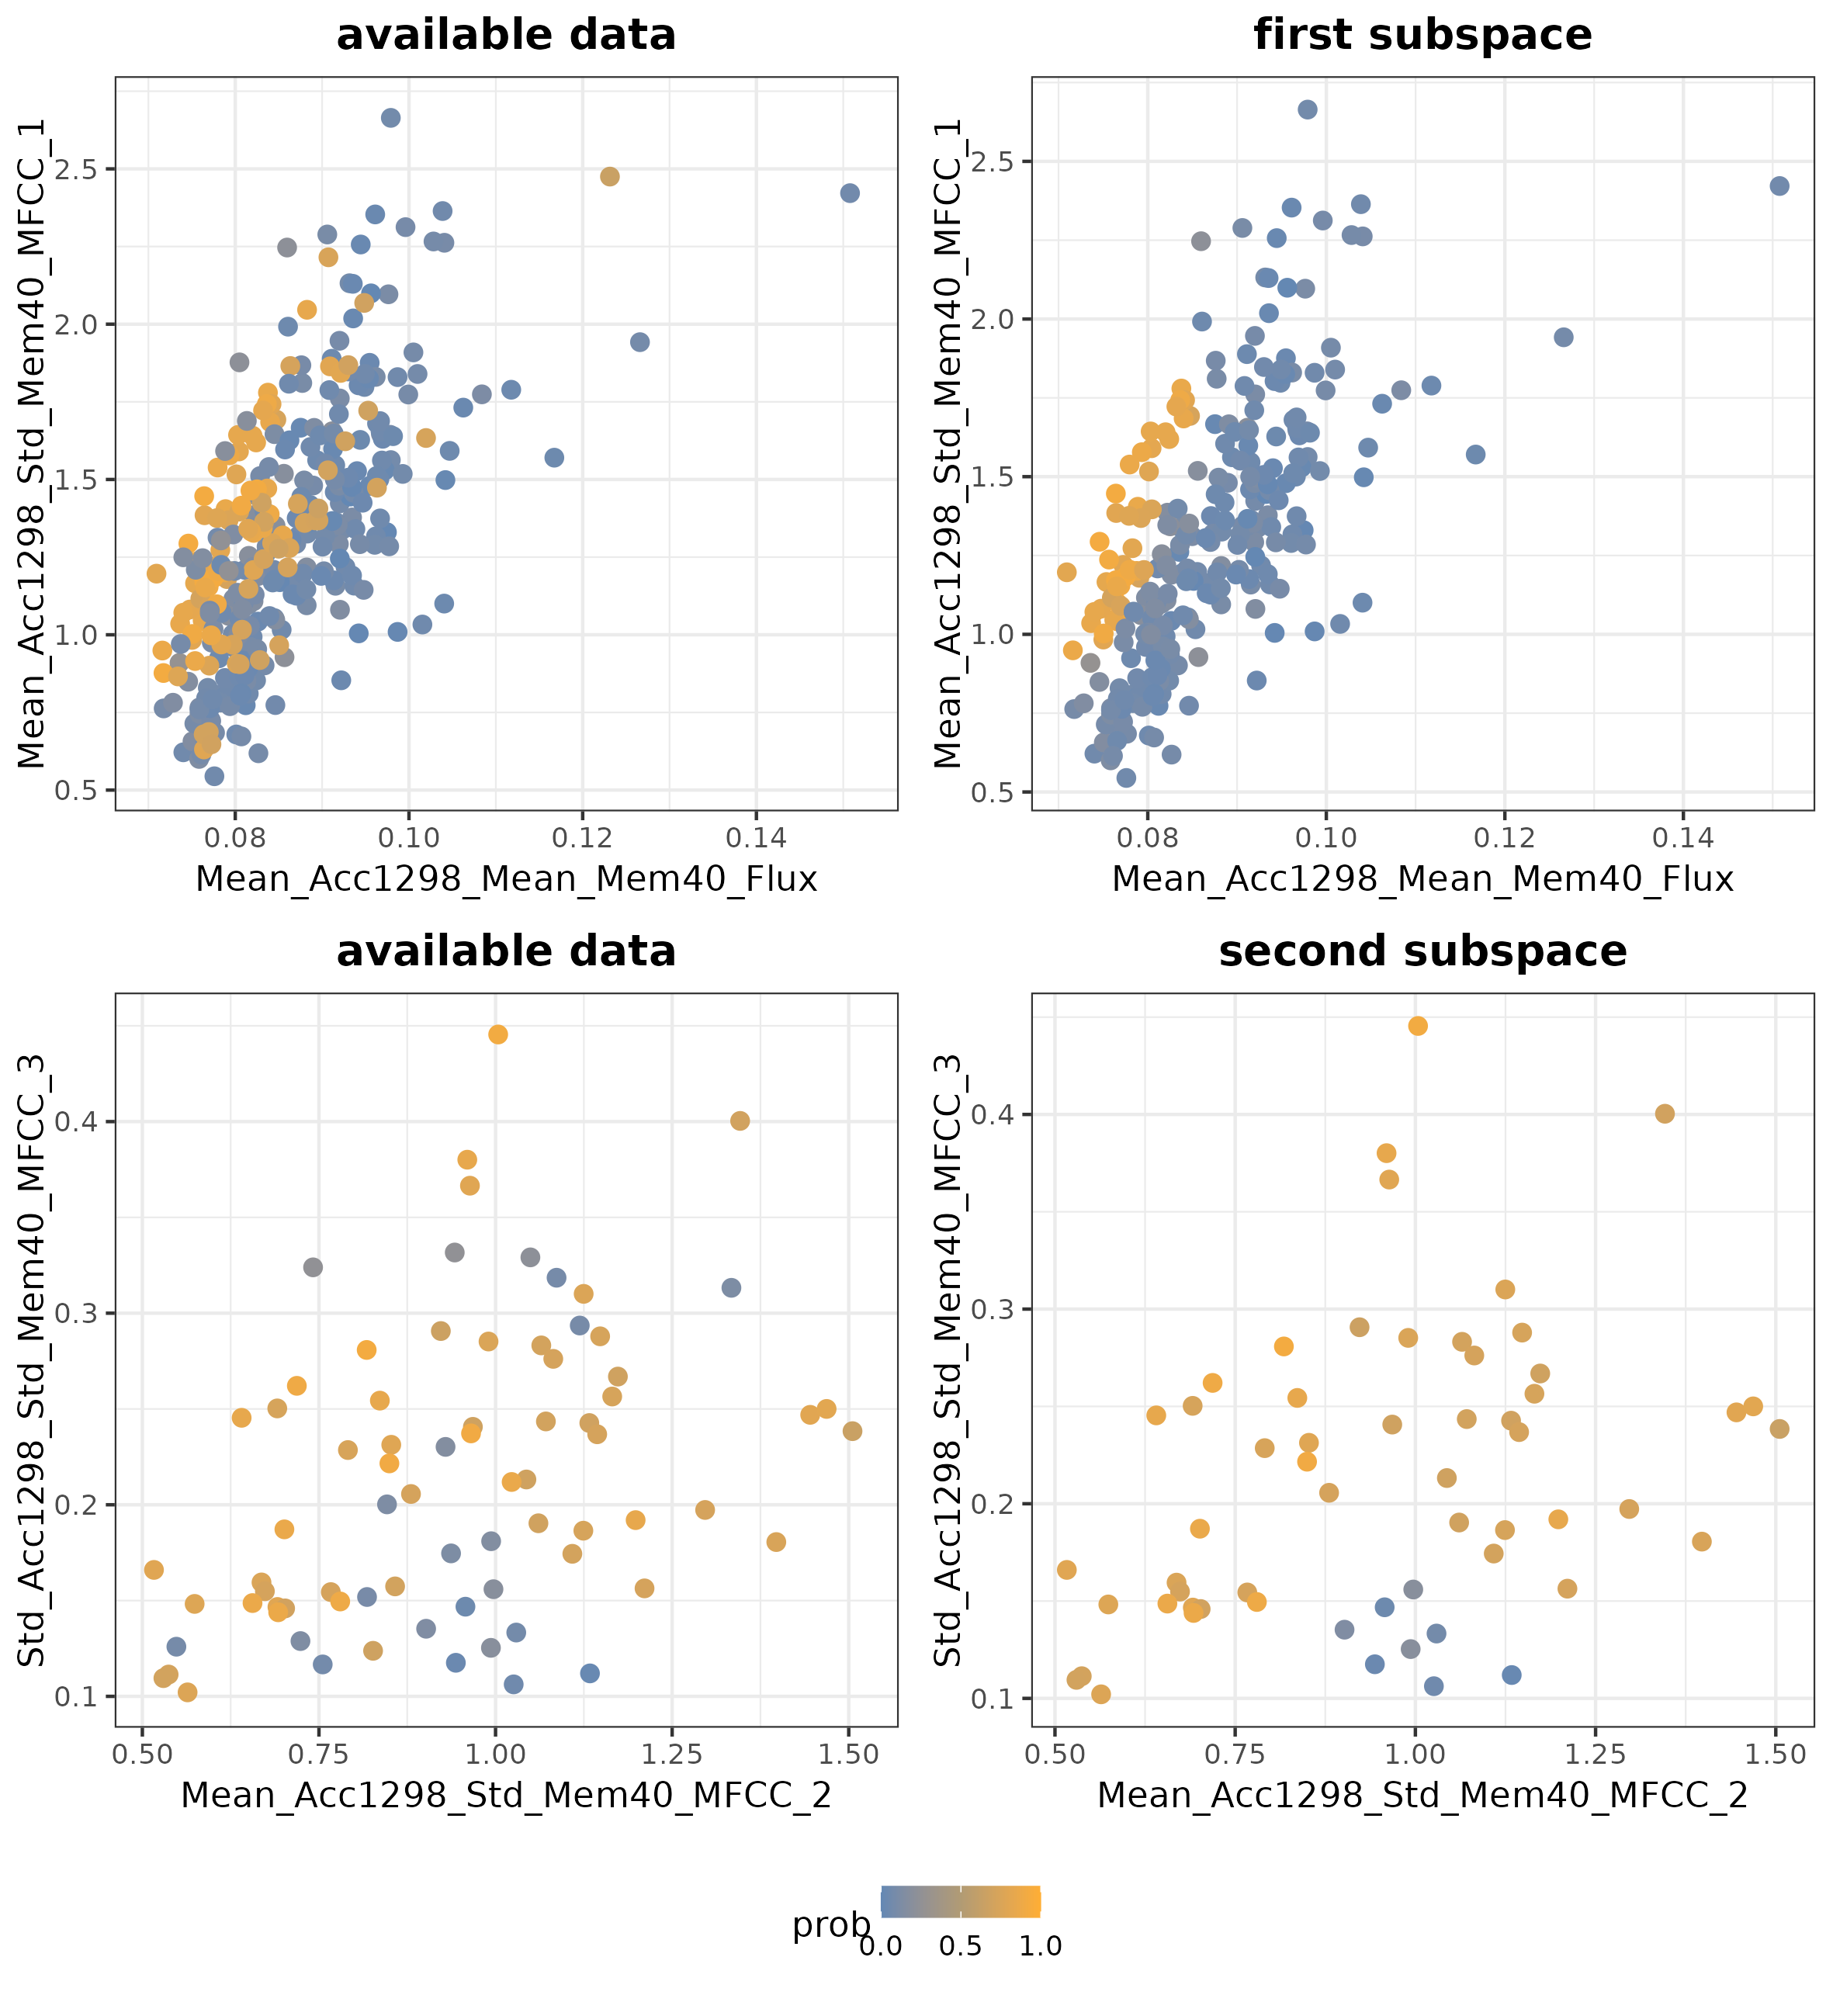 available data
first subspace
Mean_Acc1298_Std_Mem40_MFCC_1
2.5
2.0
1.5
1.0
0.5
0.08 0.10 0.12 0.14
Mean_Acc1298_Mean_Mem40_Flux
Mean_Acc1298_Std_Mem40_MFCC_1
2.5
2.0
1.5
1.0
0.5
0.08 0.10 0.12 0.14
Mean_Acc1298_Mean_Mem40_Flux
available data
second subspace
Std_Acc1298_Std_Mem40_MFCC_3
0.4
0.3
0.2
0.1
0.50 0.75 1.00 1.25 1.50
Mean_Acc1298_Std_Mem40_MFCC_2
Std_Acc1298_Std_Mem40_MFCC_3
0.4
0.3
0.2
0.1
0.50 0.75 1.00 1.25 1.50
Mean_Acc1298_Std_Mem40_MFCC_2
prob
0.0 0.5 1.0